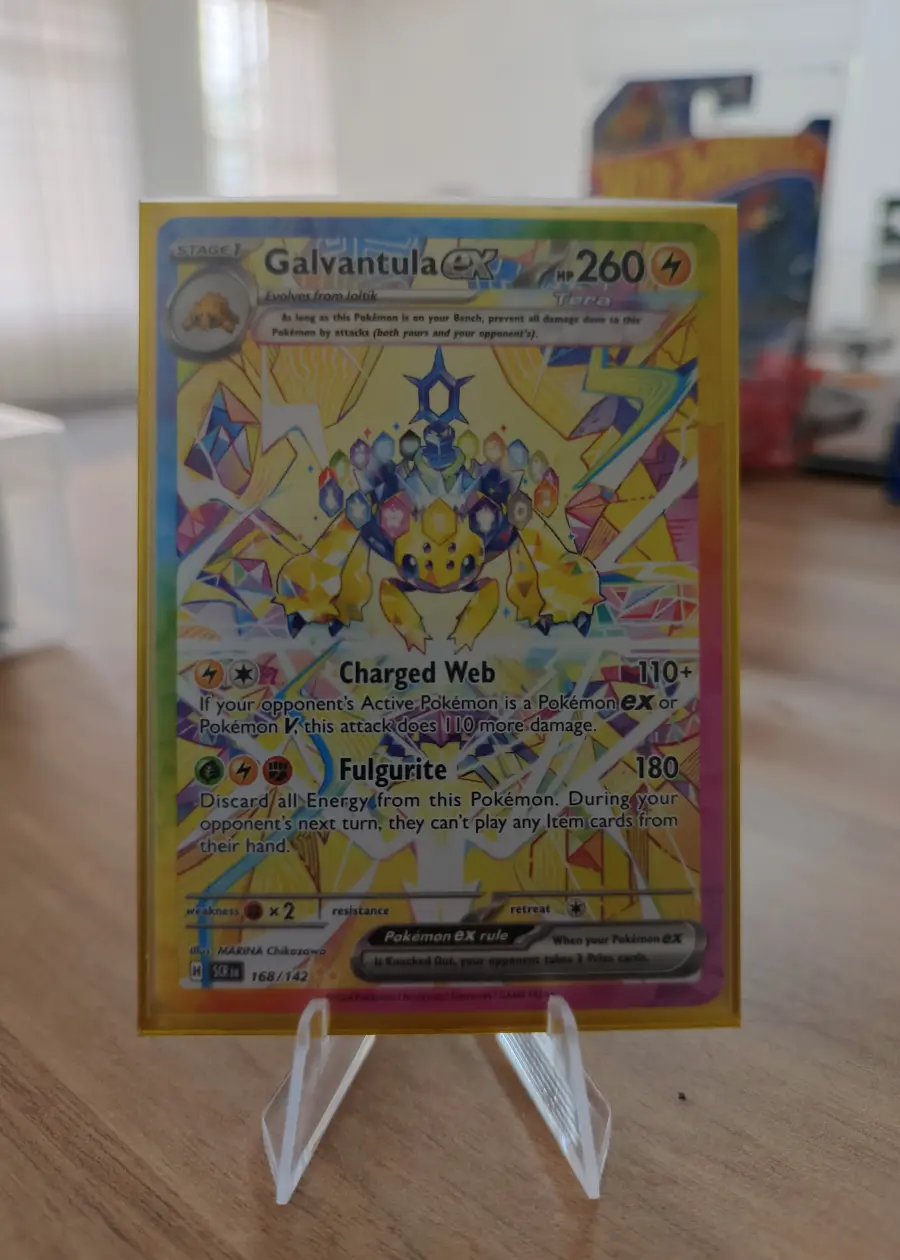 STAGE 1 Galvantula ex HP 260
Evolves from Joltik
Tera
As long as this Pokémon is on your Bench, prevent all damage done to this
Pokémon by attacks (both yours and your opponent's).
Charged Web 110+
If your opponent's Active Pokémon is a Pokémon ex or
Pokémon V, this attack does 110 more damage.
Fulgurite 180
Discard all Energy from this Pokémon. During your
opponent's next turn, they can't play any Item cards from
their hand.
weakness ×2 resistance retreat
Illus. MARINA Chikazawa
Pokémon ex rule When your Pokémon ex
is Knocked Out, your opponent takes 2 Prize cards.
H SCR EN 168/142